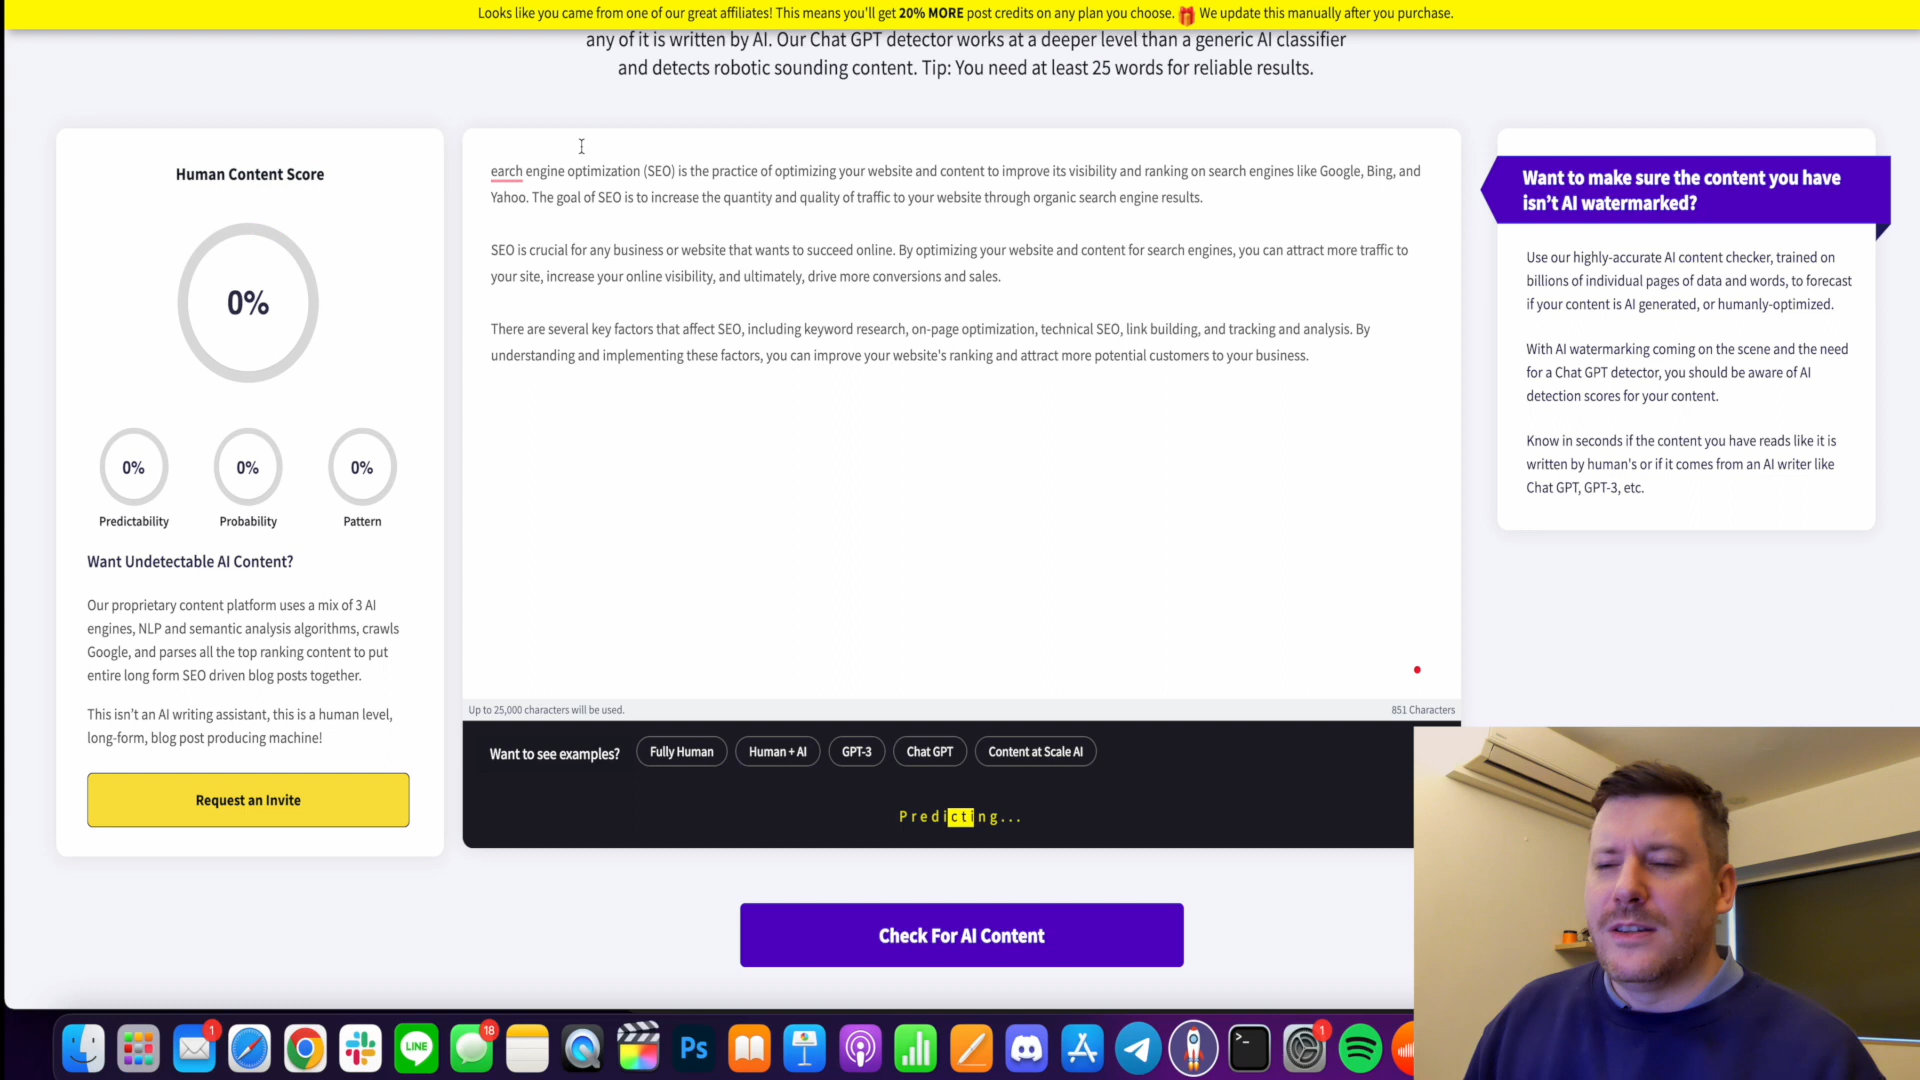 Looks like you came from one of our great affiliates! This means you'll get 20% MORE post credits on any plan you choose. 🎁 We update this manually after you purchase.
any of it is written by AI. Our Chat GPT detector works at a deeper level than a generic AI classifier
and detects robotic sounding content. Tip: You need at least 25 words for reliable results.
Human Content Score
0%
0%
0%
0%
Predictability
Probability
Pattern
Want Undetectable AI Content?
Our proprietary content platform uses a mix of 3 AI
engines, NLP and semantic analysis algorithms, crawls
Google, and parses all the top ranking content to put
entire long form SEO driven blog posts together.
This isn't an AI writing assistant, this is a human level,
long-form, blog post producing machine!
Request an Invite
earch engine optimization (SEO) is the practice of optimizing your website and content to improve its visibility and ranking on search engines like Google, Bing, and
Yahoo. The goal of SEO is to increase the quantity and quality of traffic to your website through organic search engine results.
SEO is crucial for any business or website that wants to succeed online. By optimizing your website and content for search engines, you can attract more traffic to
your site, increase your online visibility, and ultimately, drive more conversions and sales.
There are several key factors that affect SEO, including keyword research, on-page optimization, technical SEO, link building, and tracking and analysis. By
understanding and implementing these factors, you can improve your website's ranking and attract more potential customers to your business.
Up to 25,000 characters will be used.
851 Characters
Want to see examples?
Fully Human
Human + AI
GPT-3
Chat GPT
Content at Scale AI
Predicting...
Check For AI Content
Want to make sure the content you have
isn't AI watermarked?
Use our highly-accurate AI content checker, trained on
billions of individual pages of data and words, to forecast
if your content is AI generated, or humanly-optimized.
With AI watermarking coming on the scene and the need
for a Chat GPT detector, you should be aware of AI
detection scores for your content.
Know in seconds if the content you have reads like it is
written by human's or if it comes from an AI writer like
Chat GPT, GPT-3, etc.
1
LINE
18
Ps
>_
1